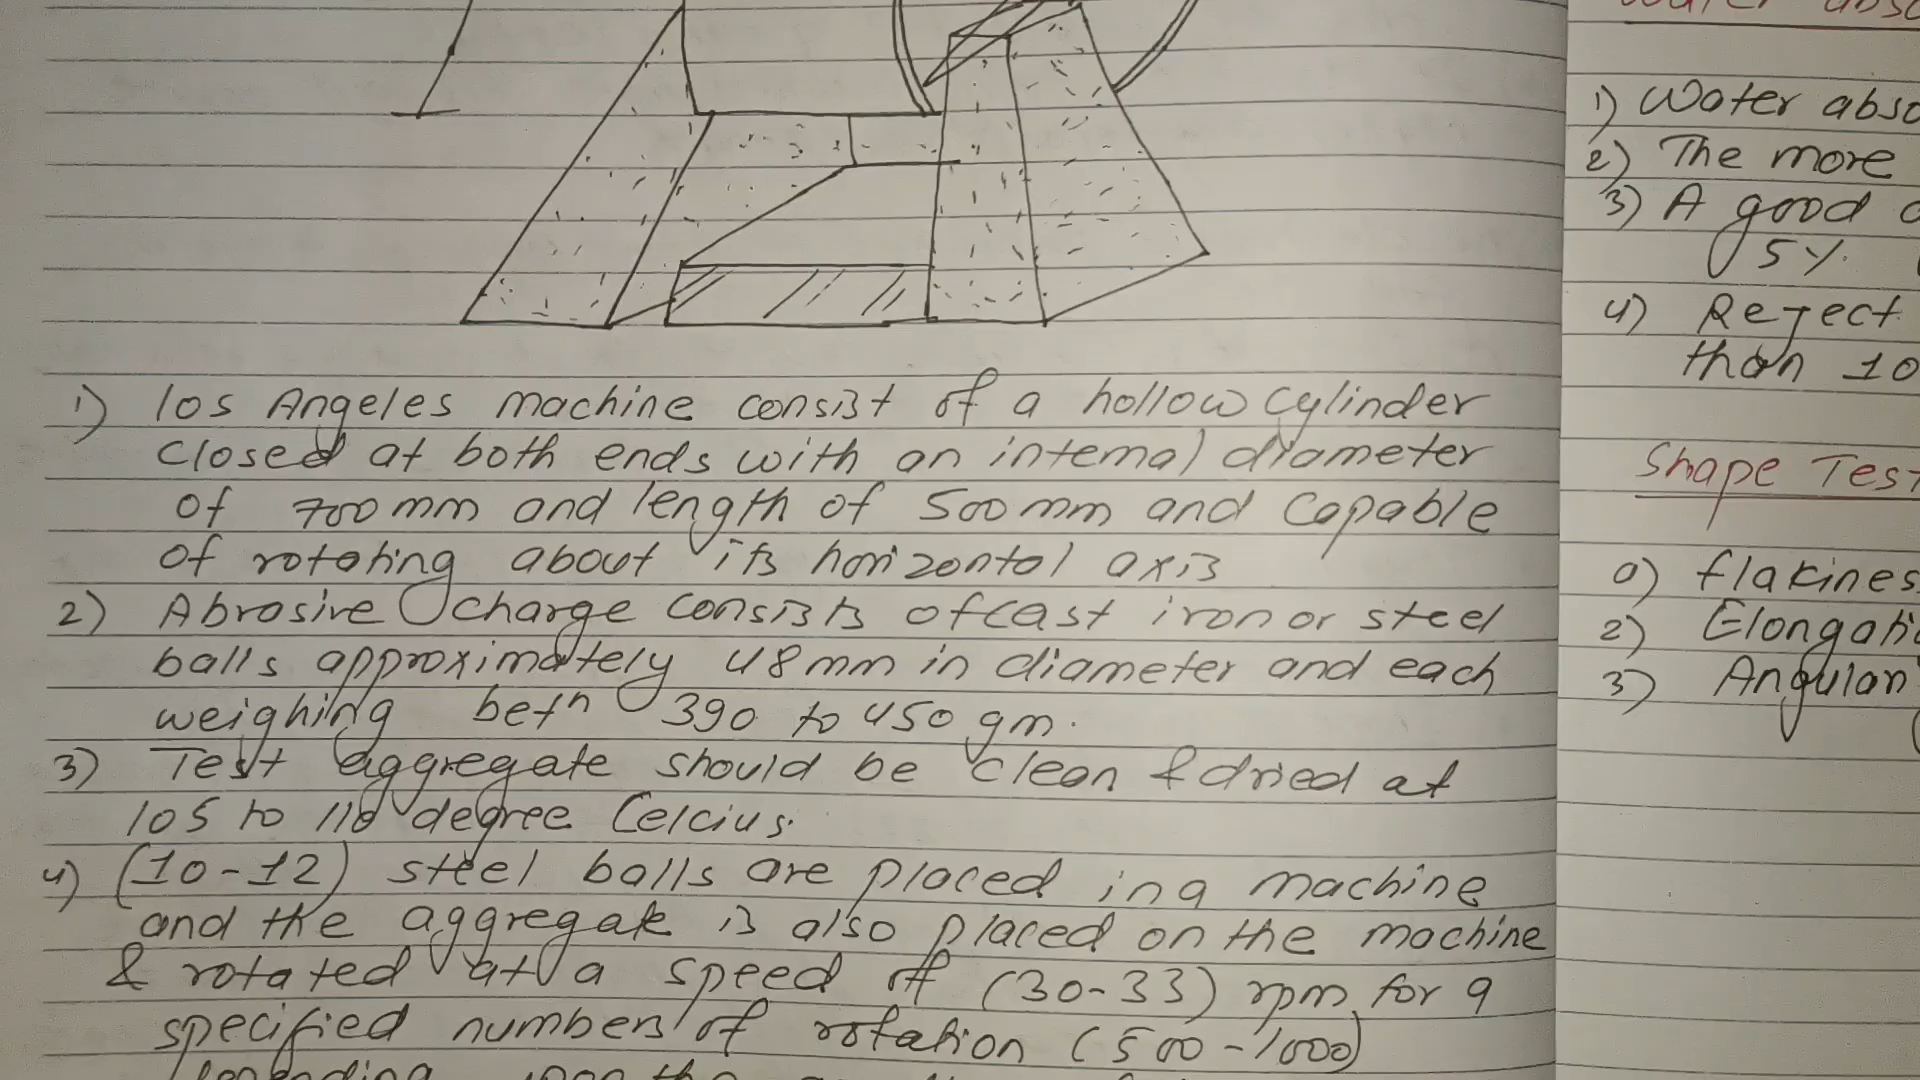 1) los Angeles machine consist of a hollow cylinder
closed at both ends with an internal diameter
of 700 mm and length of 500 mm and capable
of rotating about its horizontal axis
2) Abrasive charge consists of cast iron or steel
balls approximately 48 mm in diameter and each
weighing betn 390 to 450 gm.
3) Test aggregate should be clean & dried at
105 to 110 degree Celcius.
4) (10-12) steel balls are placed in a machine
and the aggregate is also placed on the machine
& rotated at a speed of (30-33) rpm for a
specified numbers of rotation (500-1000)
1) Water
2) The more
3) A good
5%
4) Reject
than 10
Shape Test
a)
2)
3) Angular